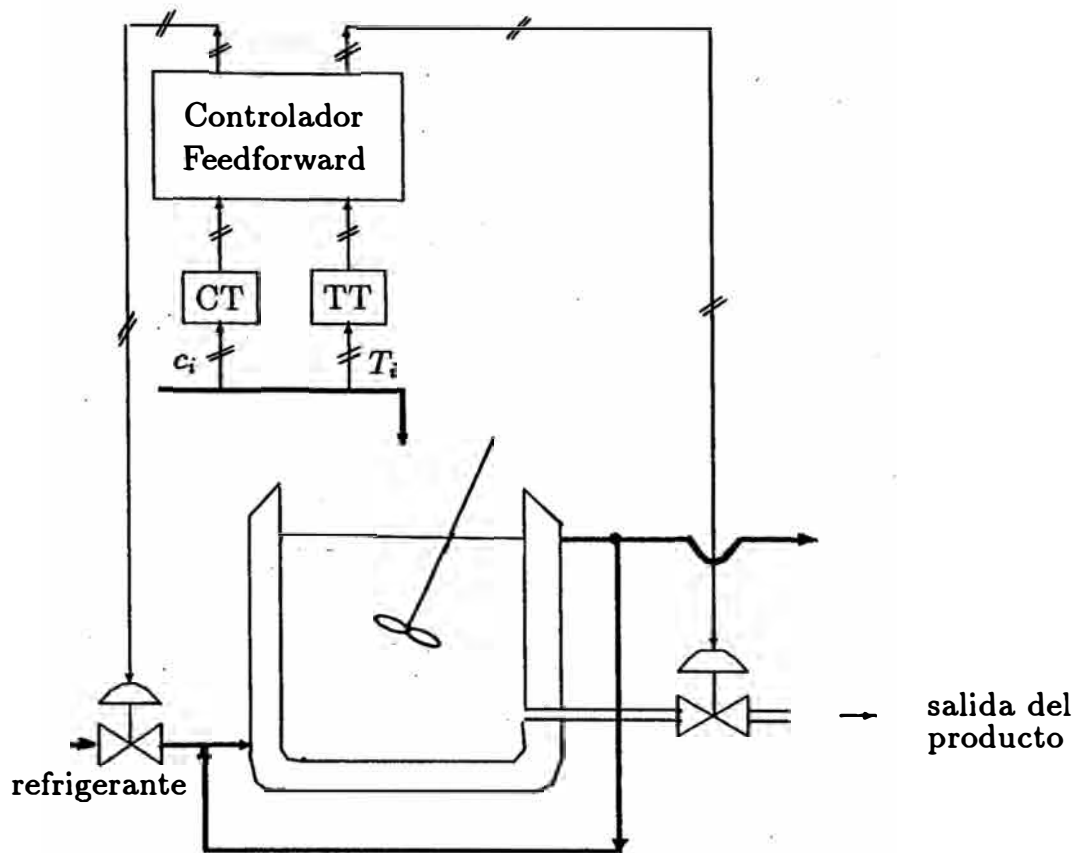 Controlador
Feedforward
CT
TT
c_i
T_i
refrigerante
salida del
producto